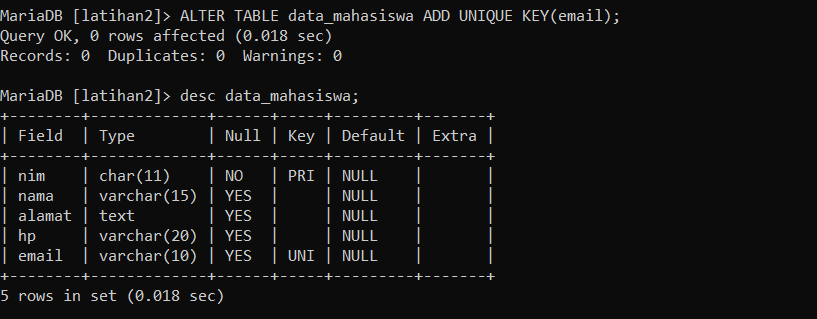 MariaDB [latihan2]> ALTER TABLE data_mahasiswa ADD UNIQUE KEY(email);
Query OK, 0 rows affected (0.018 sec)
Records: 0  Duplicates: 0  Warnings: 0

MariaDB [latihan2]> desc data_mahasiswa;
+--------+-------------+------+-----+---------+-------+
| Field  | Type        | Null | Key | Default | Extra |
+--------+-------------+------+-----+---------+-------+
| nim    | char(11)    | NO   | PRI | NULL    |       |
| nama   | varchar(15) | YES  |     | NULL    |       |
| alamat | text        | YES  |     | NULL    |       |
| hp     | varchar(20) | YES  |     | NULL    |       |
| email  | varchar(10) | YES  | UNI | NULL    |       |
+--------+-------------+------+-----+---------+-------+
5 rows in set (0.018 sec)